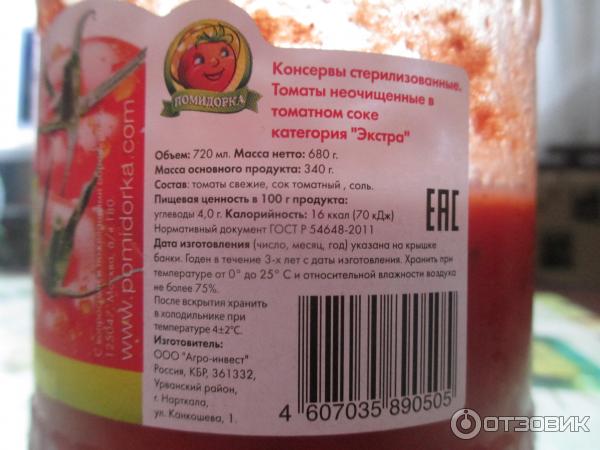 ПОМИДОРКА
Консервы стерилизованные.
Томаты неочищенные в
томатном соке
категория "Экстра"
Объем: 720 мл. Масса нетто: 680 г.
Масса основного продукта: 340 г.
Состав: томаты свежие, сок томатный , соль.
Пищевая ценность в 100 г продукта:
углеводы 4,0 г. Калорийность: 16 ккал (70 кДж)
Нормативный документ ГОСТ Р 54648-2011
Дата изготовления (число, месяц, год) указана на крышке
банки. Годен в течение 3-х лет с даты изготовления. Хранить при
температуре от 0° до 25° С и относительной влажности воздуха
не более 75%.
После вскрытия хранить
в холодильнике при
температуре 4±2°С.
Изготовитель:
ООО "Агро-инвест"
Россия, КБР, 361332,
Урванский район,
г. Нарткала,
ул. Канкошева, 1.
EAC
4 607035 890505
www.pomidorka.com
125047, Москва, а/я 180
ОТЗОВИК